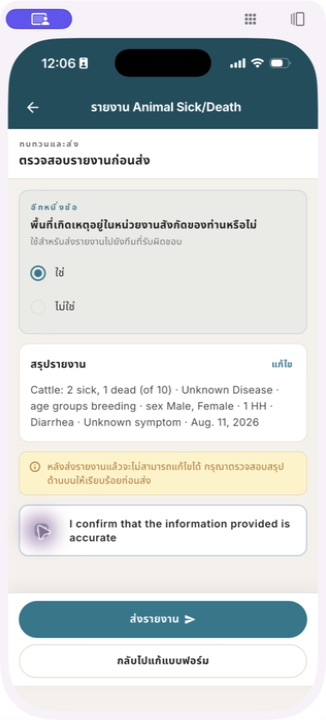 12:06
รายงาน Animal Sick/Death
ทบทวนและส่ง
ตรวจสอบรายงานก่อนส่ง
อีกหนึ่งข้อ
พื้นที่เกิดเหตุอยู่ในหน่วยงานสังกัดของท่านหรือไม่
ใช้สำหรับส่งรายงานไปยังทีมที่รับผิดชอบ
ใช่
ไม่ใช่
สรุปรายงาน
แก้ไข
Cattle: 2 sick, 1 dead (of 10) · Unknown Disease ·
age groups breeding · sex Male, Female · 1 HH ·
Diarrhea · Unknown symptom · Aug. 11, 2026
หลังส่งรายงานแล้วจะไม่สามารถแก้ไขได้ กรุณาตรวจสอบสรุป
ด้านบนให้เรียบร้อยก่อนส่ง
I confirm that the information provided is
accurate
ส่งรายงาน
กลับไปแก้แบบฟอร์ม